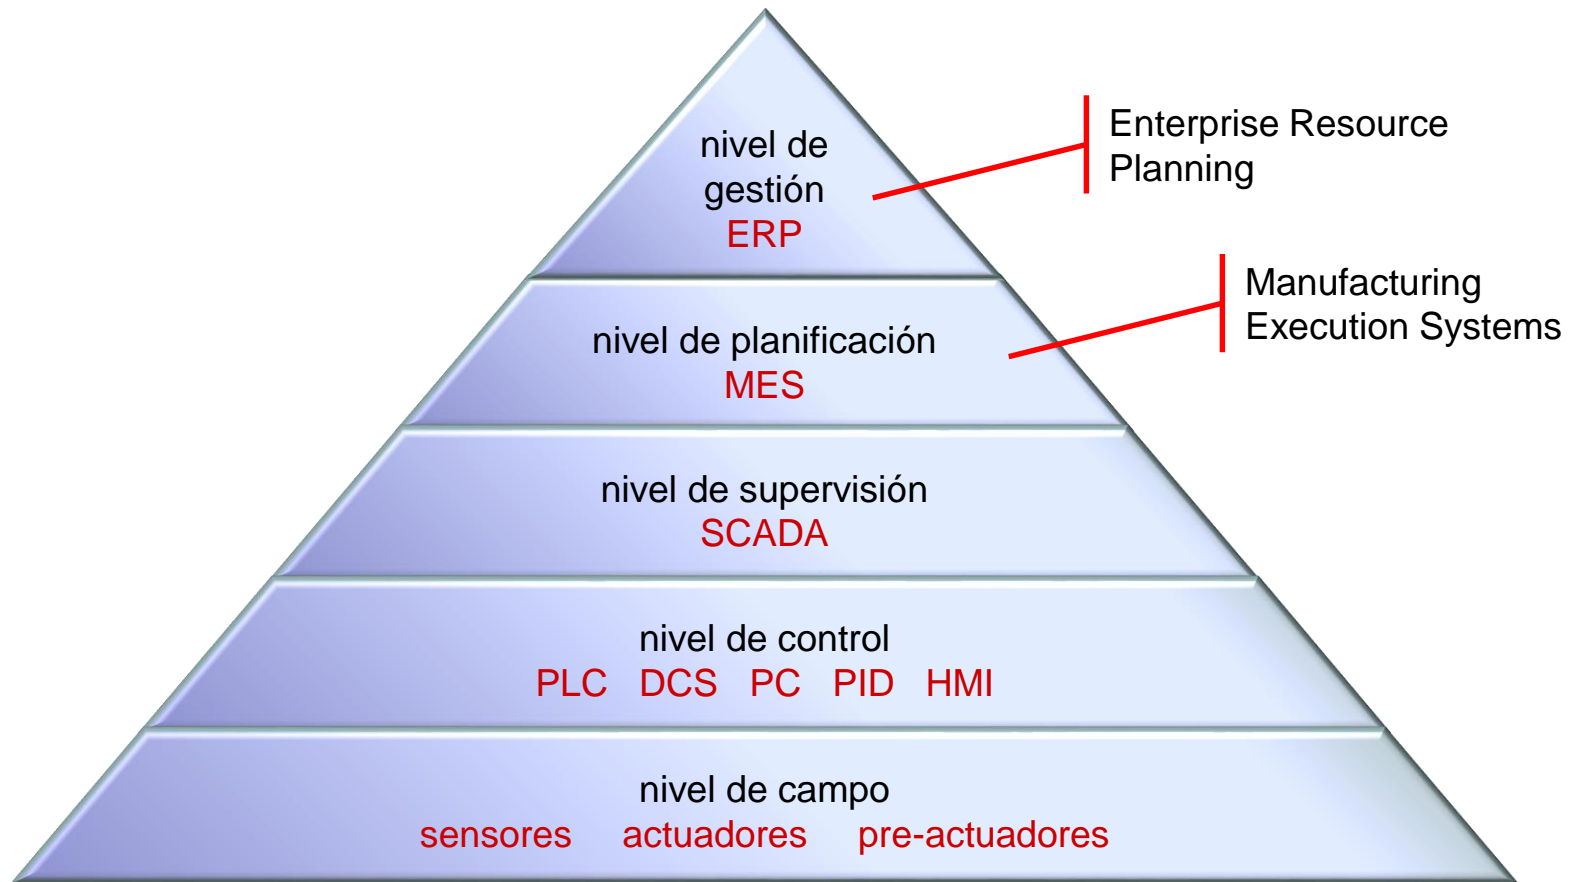 nivel de
gestión
ERP
Enterprise Resource
Planning
nivel de planificación
MES
Manufacturing
Execution Systems
nivel de supervisión
SCADA
nivel de control
PLC DCS PC PID HMI
nivel de campo
sensores actuadores pre-actuadores